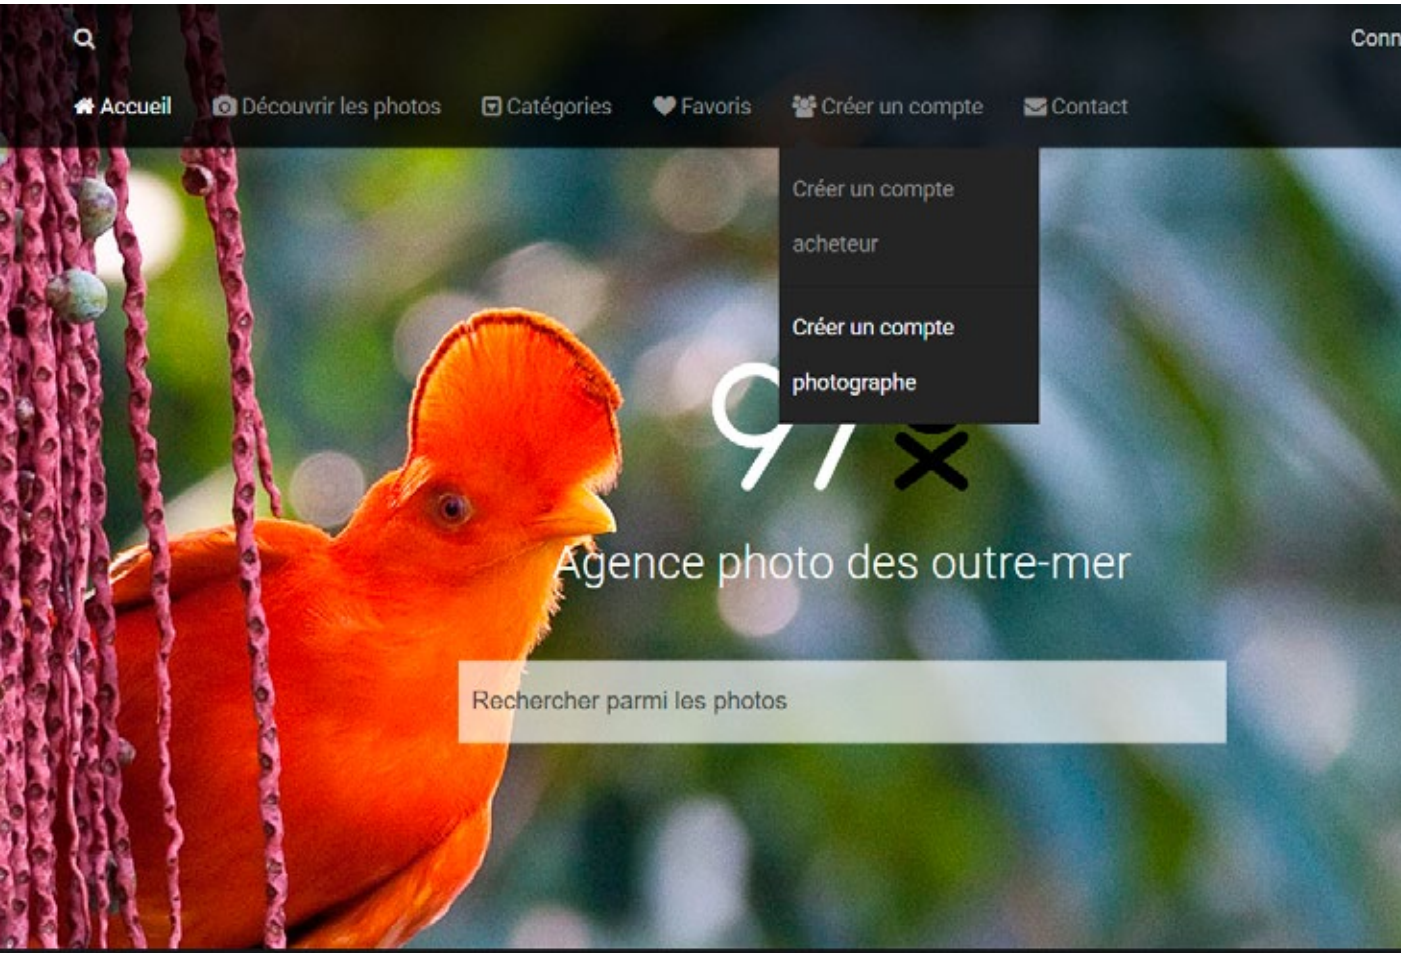 Conn
Accueil Découvrir les photos Catégories Favoris Créer un compte Contact
Créer un compte
acheteur
Créer un compte
photographe
97
Agence photo des outre-mer
Rechercher parmi les photos